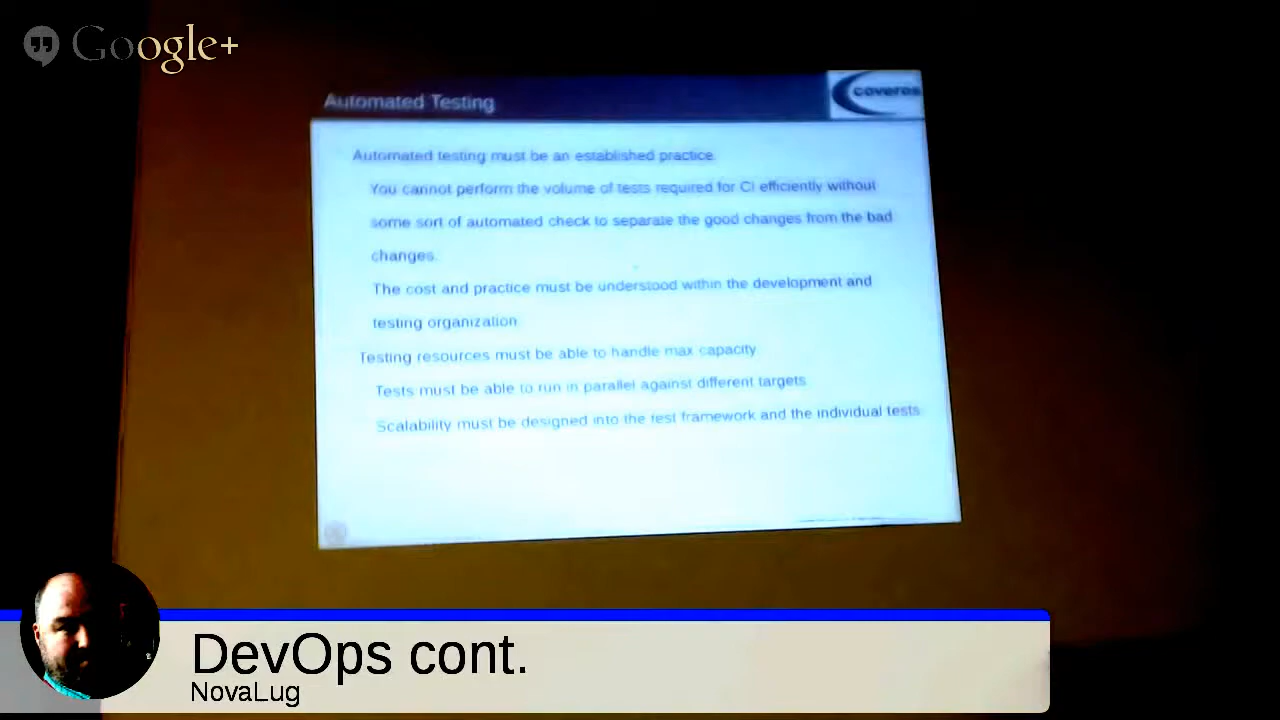 Google+
Automated Testing
coveros
Automated testing must be an established practice.
You cannot perform the volume of tests required for CI efficiently without
some sort of automated check to separate the good changes from the bad
changes.
The cost and practice must be understood within the development and
testing organization.
Testing resources must be able to handle max capacity
Tests must be able to run in parallel against different targets
Scalability must be designed into the test framework and the individual tests
DevOps cont.
NovaLug